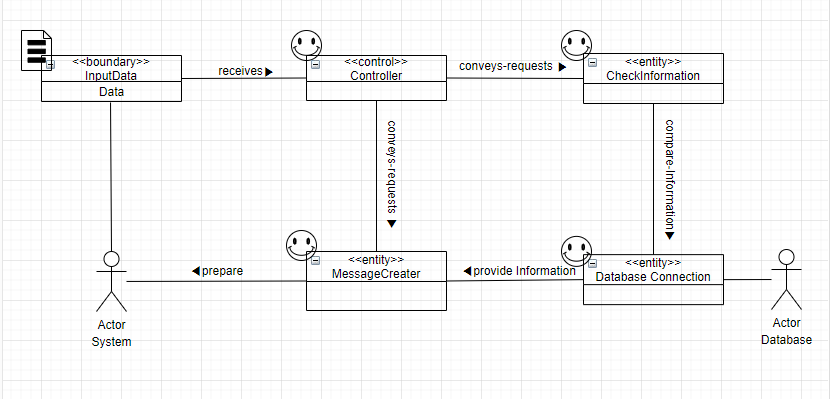 <<boundary>>
InputData
Data
receives
<<control>>
Controller
conveys-requests
<<entity>>
CheckInformation
conveys-requests
compare-Information
Actor
System
prepare
<<entity>>
MessageCreater
provide Information
<<entity>>
Database Connection
Actor
Database